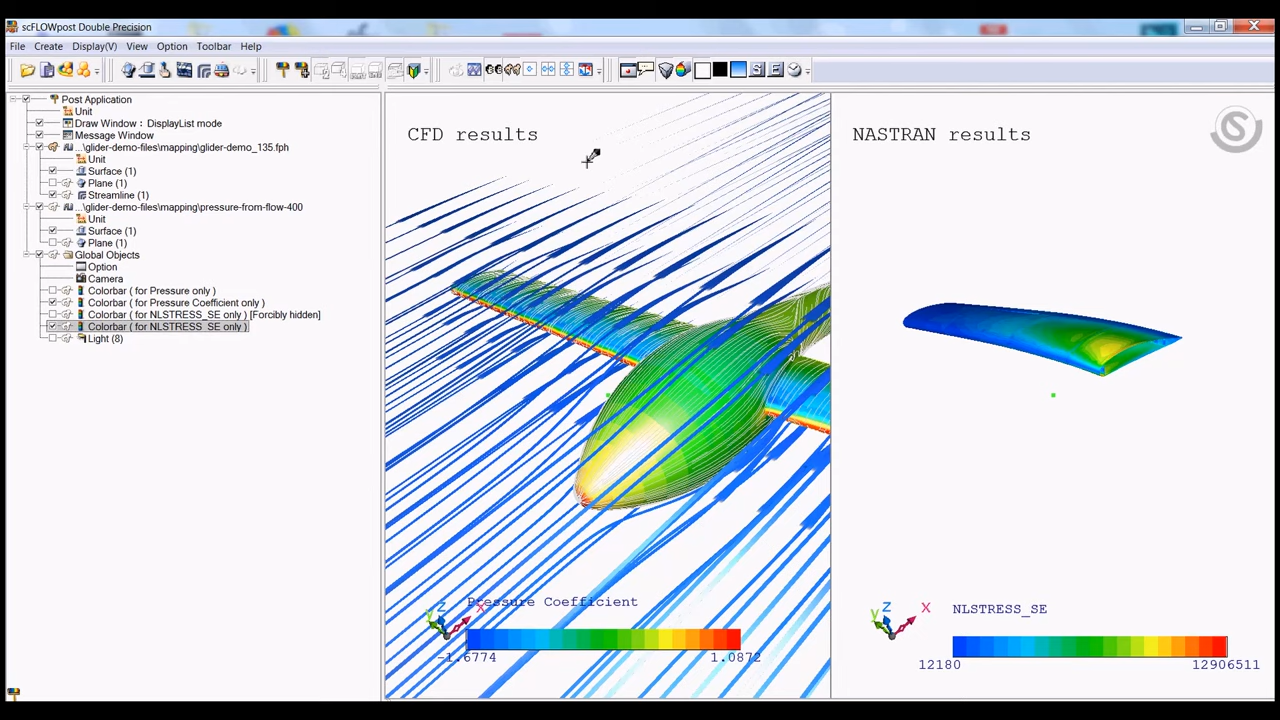 scFLOWpost Double Precision
File Create Display(V) View Option Toolbar Help
Post Application
Unit
Draw Window : DisplayList mode
Message Window
...\glider-demo-files\mapping\glider-demo_135.fph
Unit
Surface (1)
Plane (1)
Streamline (1)
...\glider-demo-files\mapping\pressure-from-flow-400
Unit
Surface (1)
Plane (1)
Global Objects
Option
Camera
Colorbar ( for Pressure only )
Colorbar ( for Pressure Coefficient only )
Colorbar ( for NLSTRESS_SE only ) [Forcibly hidden]
Colorbar ( for NLSTRESS_SE only )
Light (8)
CFD results
Z
Y X
Pressure Coefficient
-1.6774 1.0872
NASTRAN results
S
Z
Y X
NLSTRESS_SE
12180 12906511